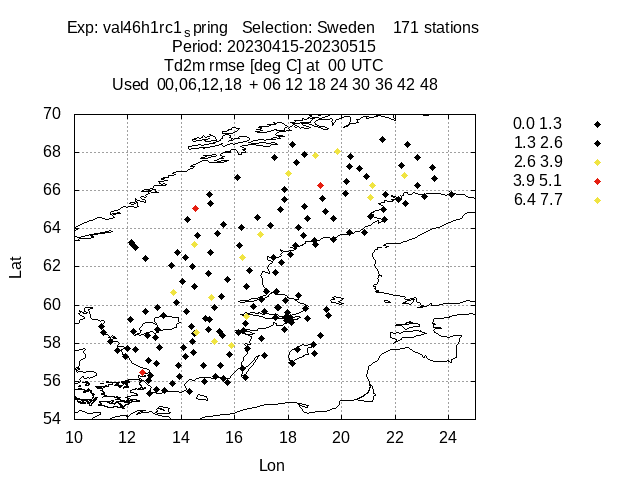 Exp: val46h1rc1spring   Selection: Sweden    171 stations
Period: 20230415-20230515
Td2m rmse [deg C] at  00 UTC
Used  00,06,12,18  + 06 12 18 24 30 36 42 48
70
68
66
64
62
60
58
56
54
Lat
10 12 14 16 18 20 22 24
Lon
0.0 1.3
1.3 2.6
2.6 3.9
3.9 5.1
6.4 7.7